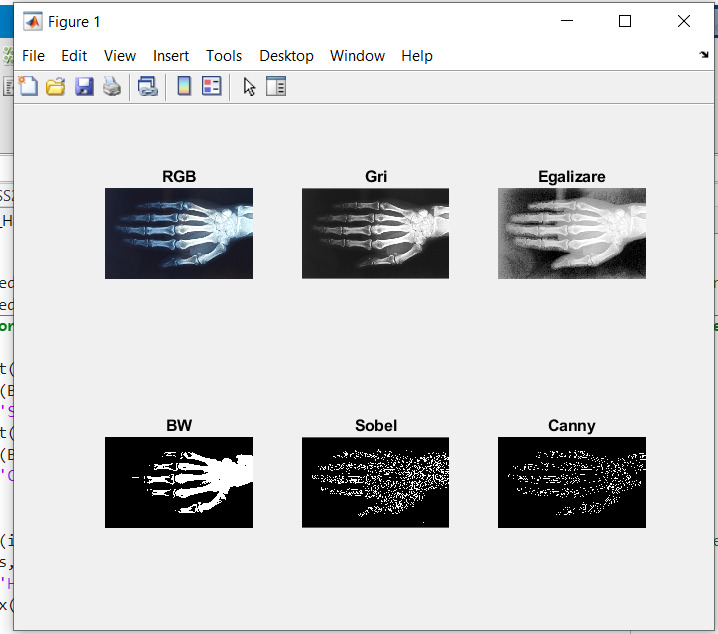 Figure 1
File Edit View Insert Tools Desktop Window Help
RGB Gri Egalizare
BW Sobel Canny